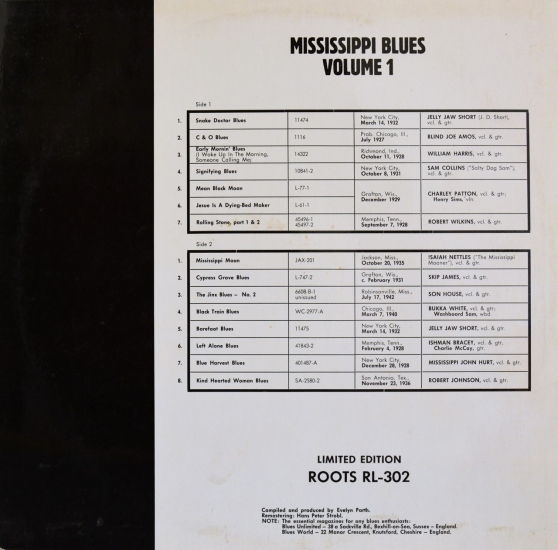 MISSISSIPPI BLUES
VOLUME 1
Side 1
1. Snake Doctor Blues 11474 New York City, March 14, 1932 JELLY JAW SHORT (J. D. Short), vcl. & gtr.
2. C & O Blues 1116 Prob. Chicago, Ill., July 1927 BLIND JOE AMOS, vcl. & gtr.
3. Early Mornin' Blues (I Woke Up In The Morning, Someone Calling Me) 14322 Richmond, Ind., October 11, 1928 WILLIAM HARRIS, vcl. & gtr.
4. Signifying Blues 10841-2 New York City, October 8, 1931 SAM COLLINS ("Salty Dog Sam"), vcl. & gtr.
5. Mean Black Moan L-77-1 Grafton, Wis., December 1929 CHARLEY PATTON, vcl. & gtr; Henry Sims, vln.
6. Jesus Is A Dying-Bed Maker L-61-1
7. Rolling Stone, part 1 & 2 45496-1 45497-2 Memphis, Tenn., September 7, 1928 ROBERT WILKINS, vcl. & gtr.
Side 2
1. Mississippi Moan JAX-201 Jackson, Miss., October 20, 1935 ISAIAH NETTLES ("The Mississippi Moaner"), vcl. & gtr.
2. Cypress Grove Blues L-747-2 Grafton, Wis., c. February 1931 SKIP JAMES, vcl. & gtr.
3. The Jinx Blues - No. 2 6608-B-1 unissued Robinsonville, Miss., July 17, 1942 SON HOUSE, vcl. & gtr.
4. Black Train Blues WC-2977-A Chicago, Ill., March 7, 1940 BUKKA WHITE, vcl. & gtr; Washboard Sam, wbd.
5. Barefoot Blues 11475 New York City, March 14, 1932 JELLY JAW SHORT, vcl. & gtr.
6. Left Alone Blues 41843-2 Memphis, Tenn., February 4, 1928 ISHMAN BRACEY, vcl. & gtr; Charlie McCoy, gtr.
7. Blue Harvest Blues 401487-A New York City, December 28, 1928 MISSISSIPPI JOHN HURT, vcl. & gtr.
8. Kind Hearted Woman Blues SA-2580-2 San Antonio, Tex., November 23, 1936 ROBERT JOHNSON, vcl. & gtr.
LIMITED EDITION
ROOTS RL-302
Compiled and produced by Evelyn Parth.
Remastering: Hans Peter Strobl.
NOTE: The essential magazines for any blues enthusiasts:
Blues Unlimited - 38 a Sackville Rd., Bexhill-on-Sea, Sussex - England.
Blues World - 22 Manor Crescent, Knutsford, Cheshire - England.